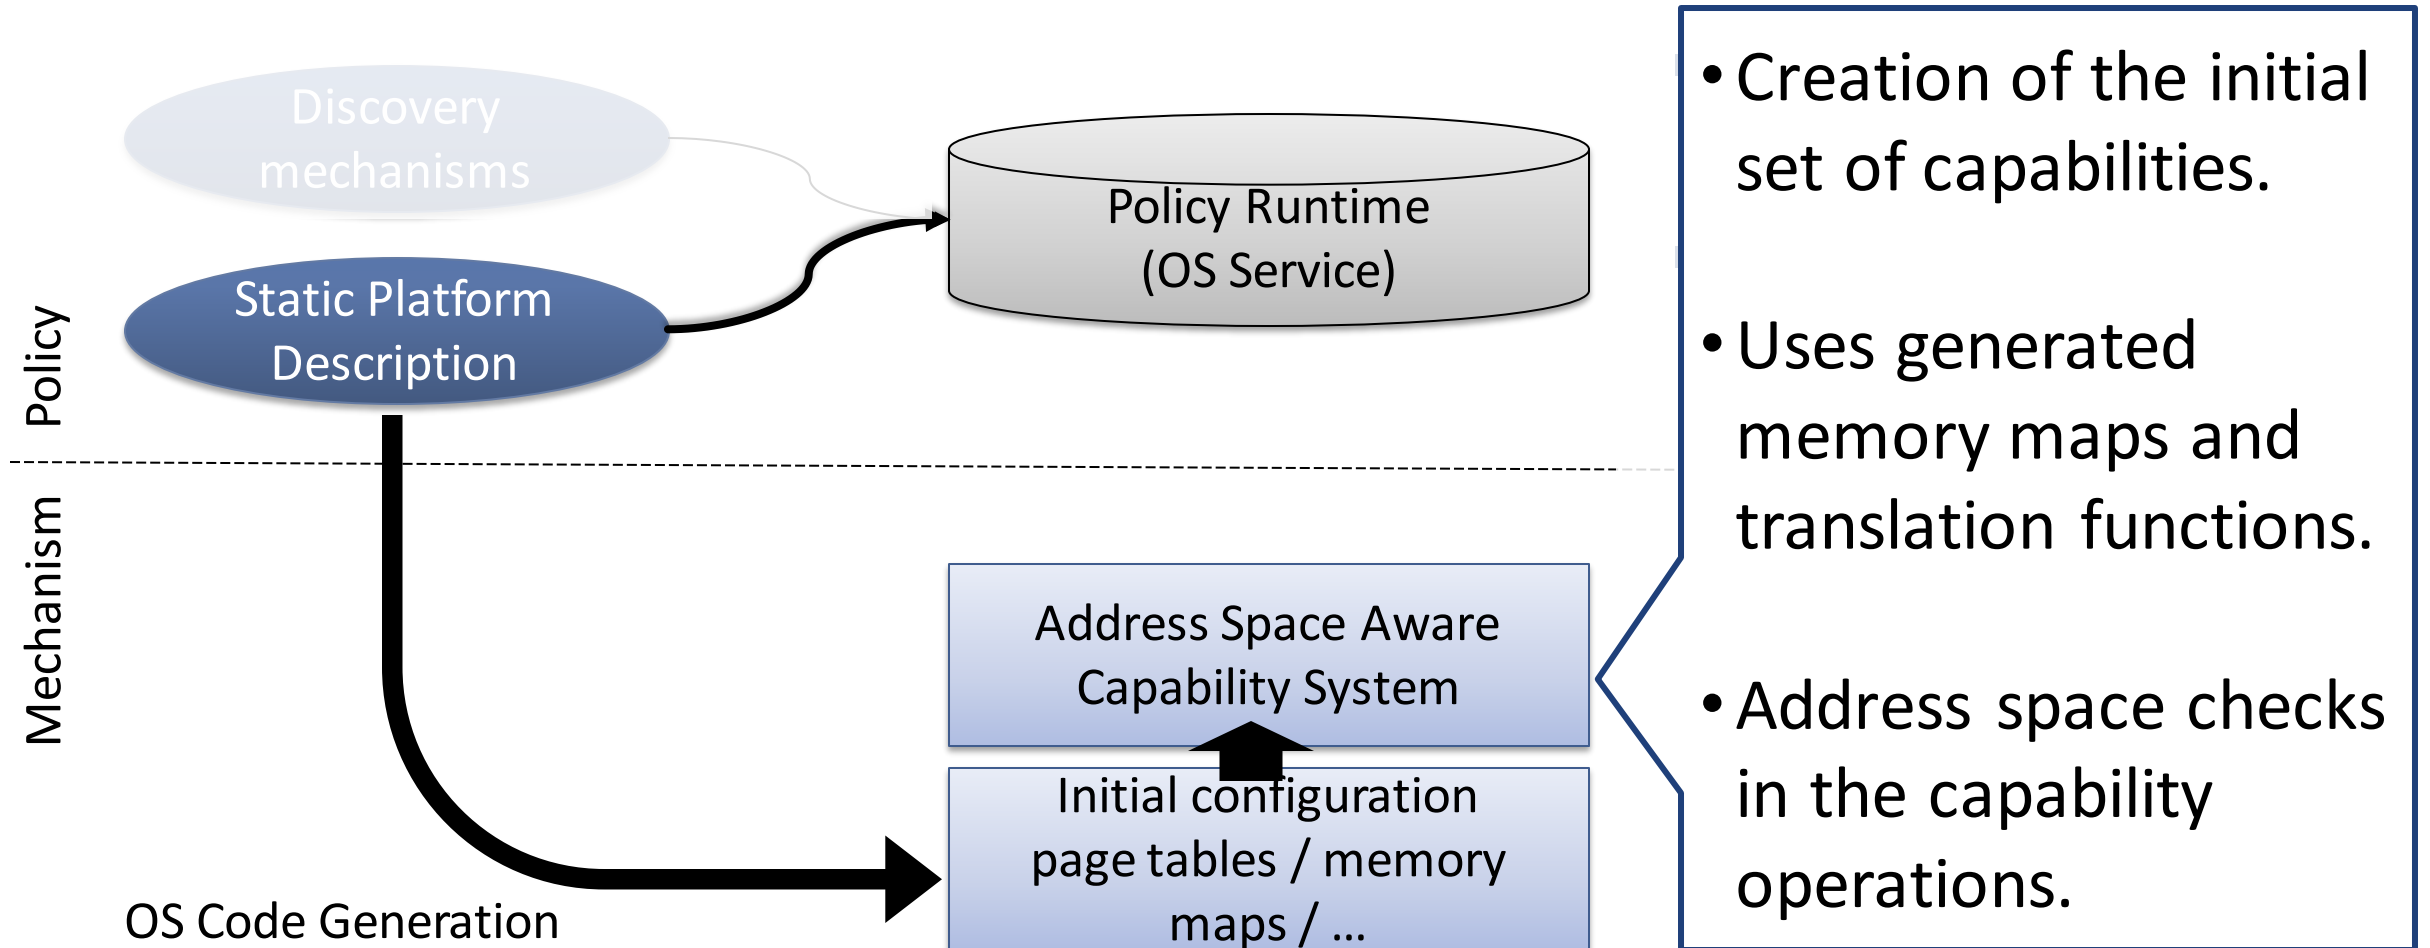 Discovery
mechanisms
Static Platform
Description
Policy
Policy Runtime
(OS Service)
Mechanism
Address Space Aware
Capability System
Initial configuration
page tables / memory
maps / ...
OS Code Generation
• Creation of the initial
set of capabilities.
• Uses generated
memory maps and
translation functions.
• Address space checks
in the capability
operations.